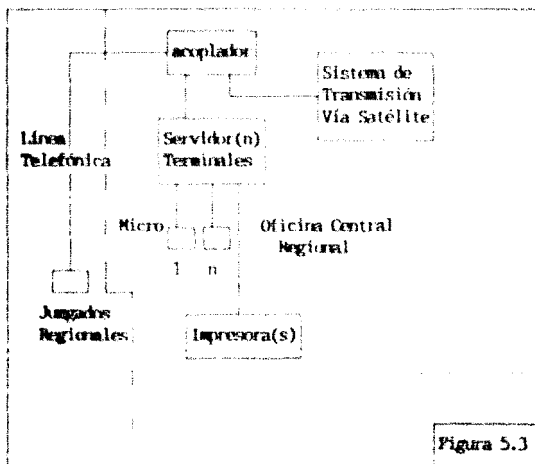 acoplador
Sistema de
Transmisión
Vía Satélite
Línea
Telefónica
Servidor(n)
Terminales
Micro
1 n
Oficina Central
Regional
Juzgados
Regionales
Impresora(s)
Figura 5.3